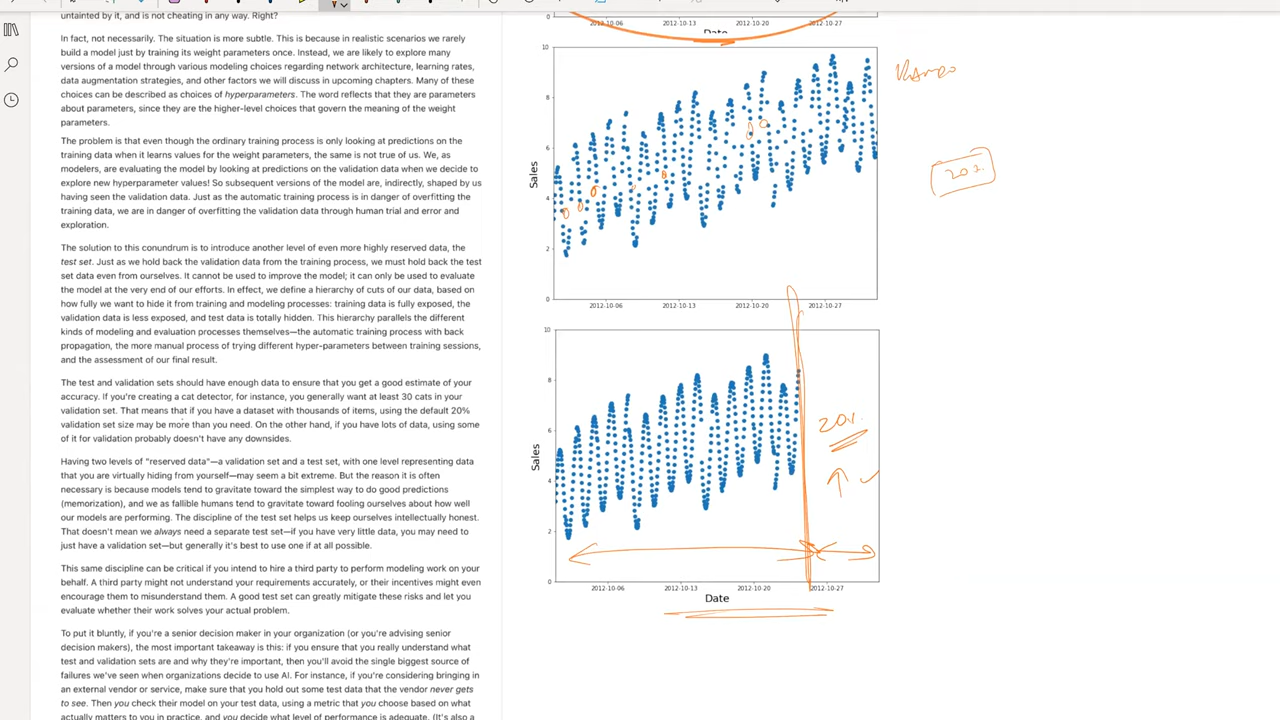 untainted by it, and is not cheating in any way. Right?
In fact, not necessarily. The situation is more subtle. This is because in realistic scenarios we rarely
build a model just by training its weight parameters once. Instead, we are likely to explore many
versions of a model through various modeling choices regarding network architecture, learning rates,
data augmentation strategies, and other factors we will discuss in upcoming chapters. Many of these
choices can be described as choices of hyperparameters. The word reflects that they are parameters
about parameters, since they are the higher-level choices that govern the meaning of the weight
parameters.
The problem is that even though the ordinary training process is only looking at predictions on the
training data when it learns values for the weight parameters, the same is not true of us. We, as
modelers, are evaluating the model by looking at predictions on the validation data when we decide to
explore new hyperparameter values! So subsequent versions of the model are, indirectly, shaped by us
having seen the validation data. Just as the automatic training process is in danger of overfitting the
training data, we are in danger of overfitting the validation data through human trial and error and
exploration.
The solution to this conundrum is to introduce another level of even more highly reserved data, the
test set. Just as we hold back the validation data from the training process, we must hold back the test
set data even from ourselves. It cannot be used to improve the model; it can only be used to evaluate
the model at the very end of our efforts. In effect, we define a hierarchy of cuts of our data, based on
how fully we want to hide it from training and modeling processes: training data is fully exposed, the
validation data is less exposed, and test data is totally hidden. This hierarchy parallels the different
kinds of modeling and evaluation processes themselves—the automatic training process with back
propagation, the more manual process of trying different hyper-parameters between training sessions,
and the assessment of our final result.
The test and validation sets should have enough data to ensure that you get a good estimate of your
accuracy. If you're creating a cat detector, for instance, you generally want at least 30 cats in your
validation set. That means that if you have a dataset with thousands of items, using the default 20%
validation set size may be more than you need. On the other hand, if you have lots of data, using some
of it for validation probably doesn't have any downsides.
Having two levels of "reserved data"—a validation set and a test set, with one level representing data
that you are virtually hiding from yourself—may seem a bit extreme. But the reason it is often
necessary is because models tend to gravitate toward the simplest way to do good predictions
(memorization), and we as fallible humans tend to gravitate toward fooling ourselves about how well
our models are performing. The discipline of the test set helps us keep ourselves intellectually honest.
That doesn't mean we always need a separate test set—if you have very little data, you may need to
just have a validation set—but generally it's best to use one if at all possible.
This same discipline can be critical if you intend to hire a third party to perform modeling work on your
behalf. A third party might not understand your requirements accurately, or their incentives might even
encourage them to misunderstand them. A good test set can greatly mitigate these risks and let you
evaluate whether their work solves your actual problem.
To put it bluntly, if you're a senior decision maker in your organization (or you're advising senior
decision makers), the most important takeaway is this: if you ensure that you really understand what
test and validation sets are and why they're important, then you'll avoid the single biggest source of
failures we've seen when organizations decide to use AI. For instance, if you're considering bringing in
an external vendor or service, make sure that you hold out some test data that the vendor never gets
to see. Then you check their model on your test data, using a metric that you choose based on what
actually matters to you in practice, and you decide what level of performance is adequate. (It's also a
0
2012-10-06 2012-10-13 2012-10-20 2012-10-27
Date
10
8
6
4
2
0
Sales
2012-10-06 2012-10-13 2012-10-20 2012-10-27
20%
10
8
6
4
2
0
Sales
20%
2012-10-06 2012-10-13 2012-10-20 2012-10-27
Date